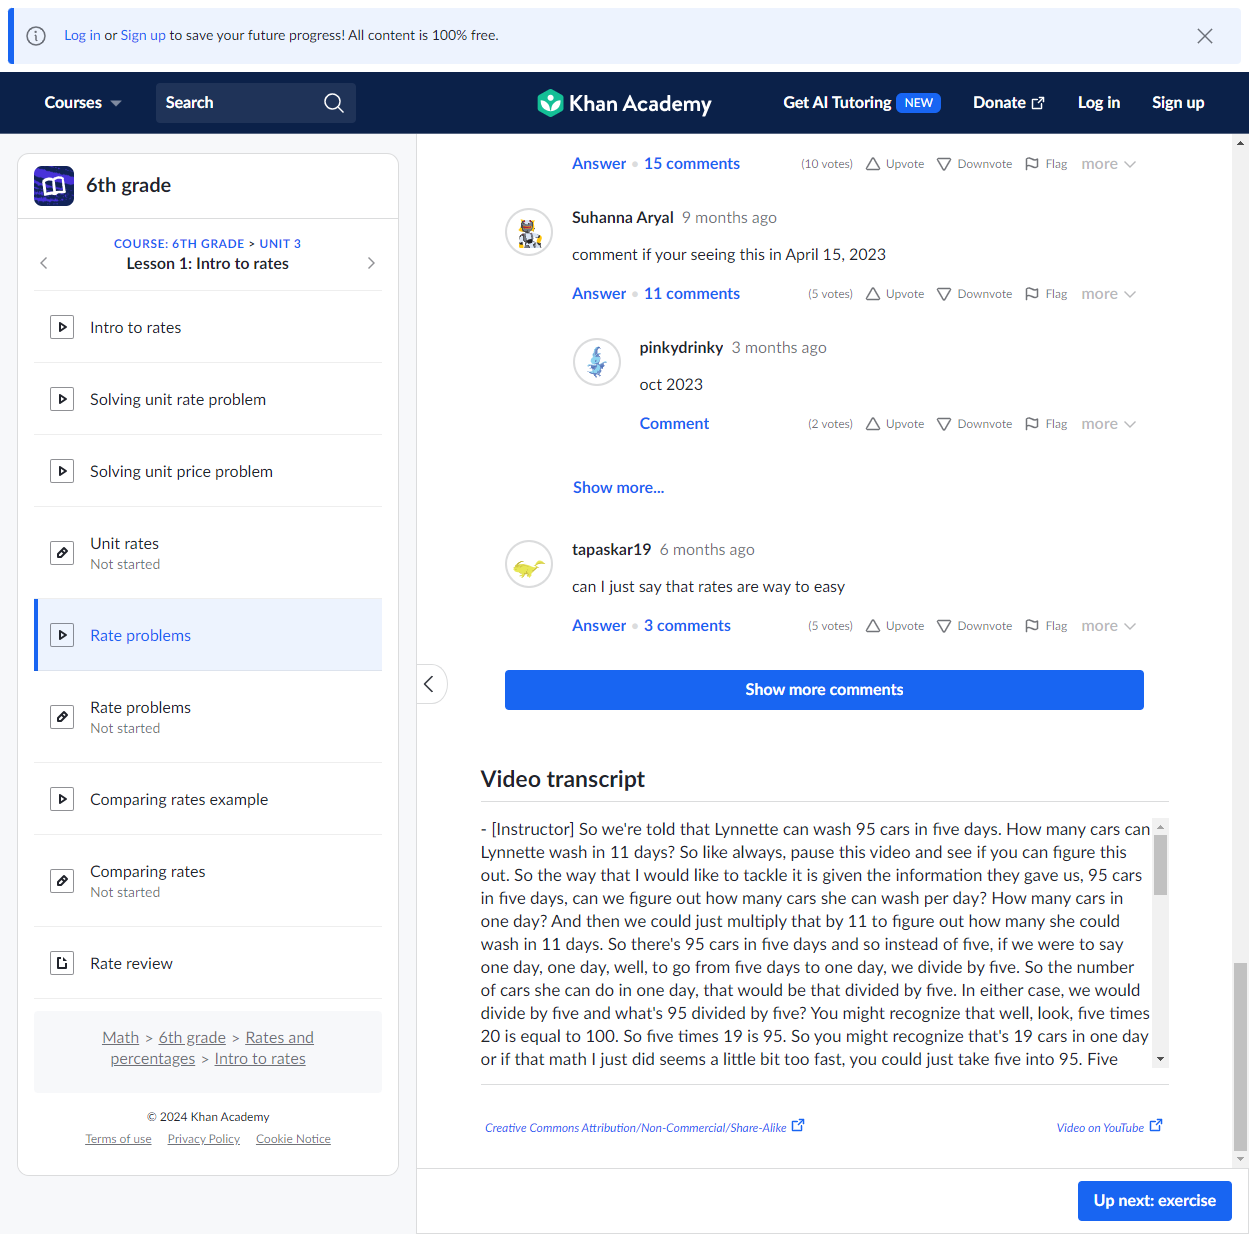 Log in or Sign up to save your future progress! All content is 100% free.
Courses
Search
Khan Academy
Get AI Tutoring NEW
Donate
Log in
Sign up
6th grade
COURSE: 6TH GRADE > UNIT 3
Lesson 1: Intro to rates
Intro to rates
Solving unit rate problem
Solving unit price problem
Unit rates
Not started
Rate problems
Rate problems
Not started
Comparing rates example
Comparing rates
Not started
Rate review
Math > 6th grade > Rates and
percentages > Intro to rates
© 2024 Khan Academy
Terms of use Privacy Policy Cookie Notice
Answer • 15 comments (10 votes) Upvote Downvote Flag more
Suhanna Aryal 9 months ago
comment if your seeing this in April 15, 2023
Answer • 11 comments (5 votes) Upvote Downvote Flag more
pinkydrinky 3 months ago
oct 2023
Comment (2 votes) Upvote Downvote Flag more
Show more...
tapaskar19 6 months ago
can I just say that rates are way to easy
Answer • 3 comments (5 votes) Upvote Downvote Flag more
Show more comments
Video transcript
- [Instructor] So we're told that Lynnette can wash 95 cars in five days. How many cars can
Lynnette wash in 11 days? So like always, pause this video and see if you can figure this
out. So the way that I would like to tackle it is given the information they gave us, 95 cars
in five days, can we figure out how many cars she can wash per day? How many cars in
one day? And then we could just multiply that by 11 to figure out how many she could
wash in 11 days. So there's 95 cars in five days and so instead of five, if we were to say
one day, one day, well, to go from five days to one day, we divide by five. So the number
of cars she can do in one day, that would be that divided by five. In either case, we would
divide by five and what's 95 divided by five? You might recognize that well, look, five times
20 is equal to 100. So five times 19 is 95. So you might recognize that's 19 cars in one day
or if that math I just did seems a little bit too fast, you could just take five into 95. Five
Creative Commons Attribution/Non-Commercial/Share-Alike
Video on YouTube
Up next: exercise